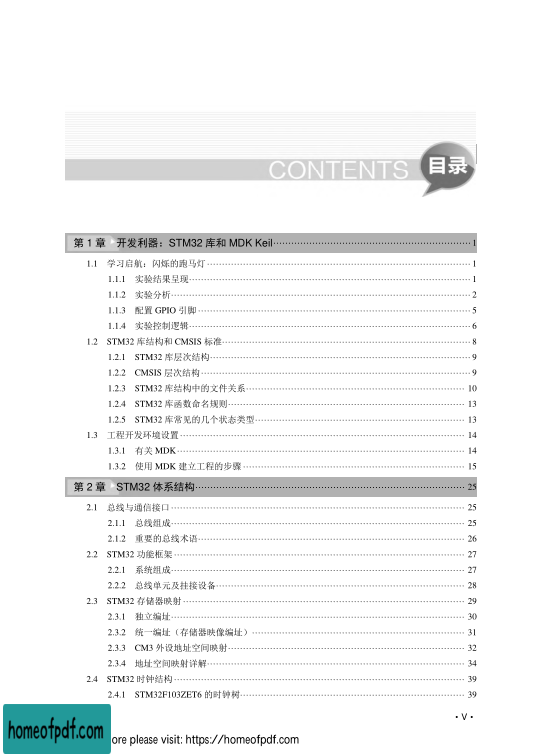 CONTENTS 目录
第 1 章 开发利器：STM32 库和 MDK Keil····1
1.1 学习启航：闪烁的跑马灯····1
1.1.1 实验结果呈现····1
1.1.2 实验分析····2
1.1.3 配置 GPIO 引脚····5
1.1.4 实验控制逻辑····6
1.2 STM32 库结构和 CMSIS 标准····8
1.2.1 STM32 库层次结构····9
1.2.2 CMSIS 层次结构····9
1.2.3 STM32 库结构中的文件关系····10
1.2.4 STM32 库函数命名规则····13
1.2.5 STM32 库常见的几个状态类型····13
1.3 工程开发环境设置····14
1.3.1 有关 MDK····14
1.3.2 使用 MDK 建立工程的步骤····15
第 2 章 STM32 体系结构····25
2.1 总线与通信接口····25
2.1.1 总线组成····25
2.1.2 重要的总线术语····26
2.2 STM32 功能框架····27
2.2.1 系统组成····27
2.2.2 总线单元及挂接设备····28
2.3 STM32 存储器映射····29
2.3.1 独立编址····30
2.3.2 统一编址（存储器映像编址）····31
2.3.3 CM3 外设地址空间映射····32
2.3.4 地址空间映射详解····34
2.4 STM32 时钟结构····39
2.4.1 STM32F103ZET6 的时钟树····39
·V·
homeofpdf.com
ore please visit: https://homeofpdf.com